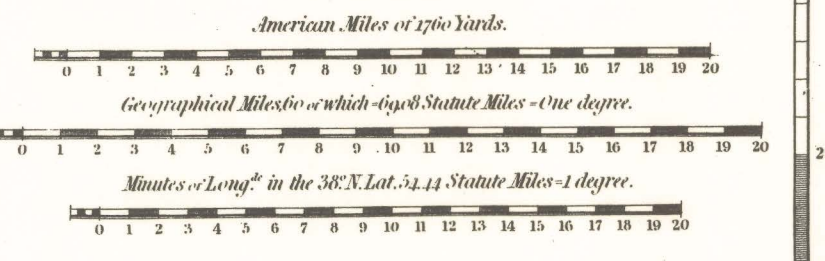 American Miles of 1760 Yards.
0 1 2 3 4 5 6 7 8 9 10 11 12 13 14 15 16 17 18 19 20
Geographical Miles, 60 of which = 69.08 Statute Miles = One degree.
0 1 2 3 4 5 6 7 8 9 10 11 12 13 14 15 16 17 18 19 20
2
Minutes of Long.de in the 38.o N. Lat. 54.44 Statute Miles = 1 degree.
0 1 2 3 4 5 6 7 8 9 10 11 12 13 14 15 16 17 18 19 20